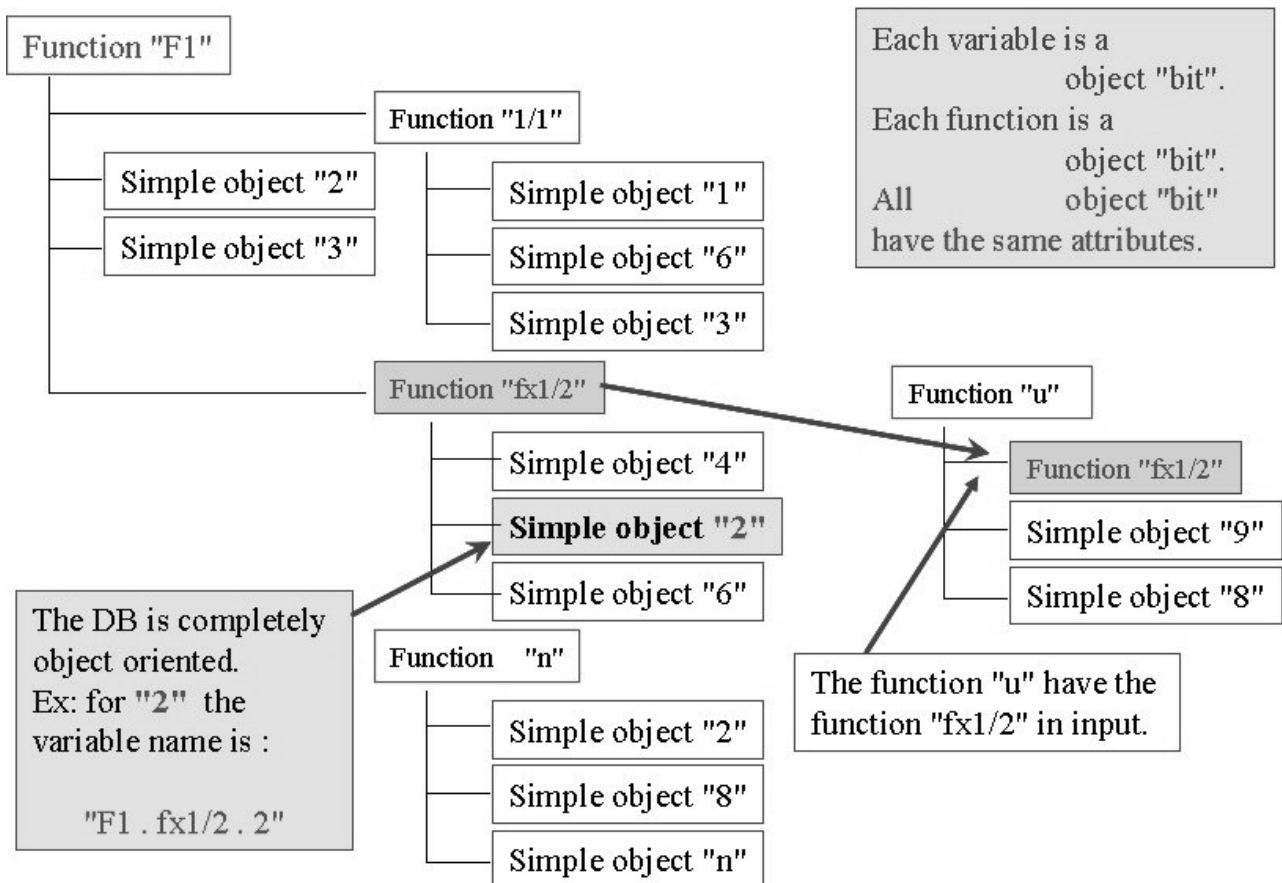 Function "F1"
Function "1/1"
Simple object "2"
Simple object "3"
Simple object "1"
Simple object "6"
Simple object "3"
Each variable is a
object "bit".
Each function is a
object "bit".
All object "bit"
have the same attributes.
Function "fx1/2"
Simple object "4"
Simple object "2"
Simple object "6"
Function "u"
Function "fx1/2"
Simple object "9"
Simple object "8"
The DB is completely
object oriented.
Ex: for "2" the
variable name is :
"F1 . fx1/2 . 2"
The function "u" have the
function "fx1/2" in input.
Function "n"
Simple object "2"
Simple object "8"
Simple object "n"